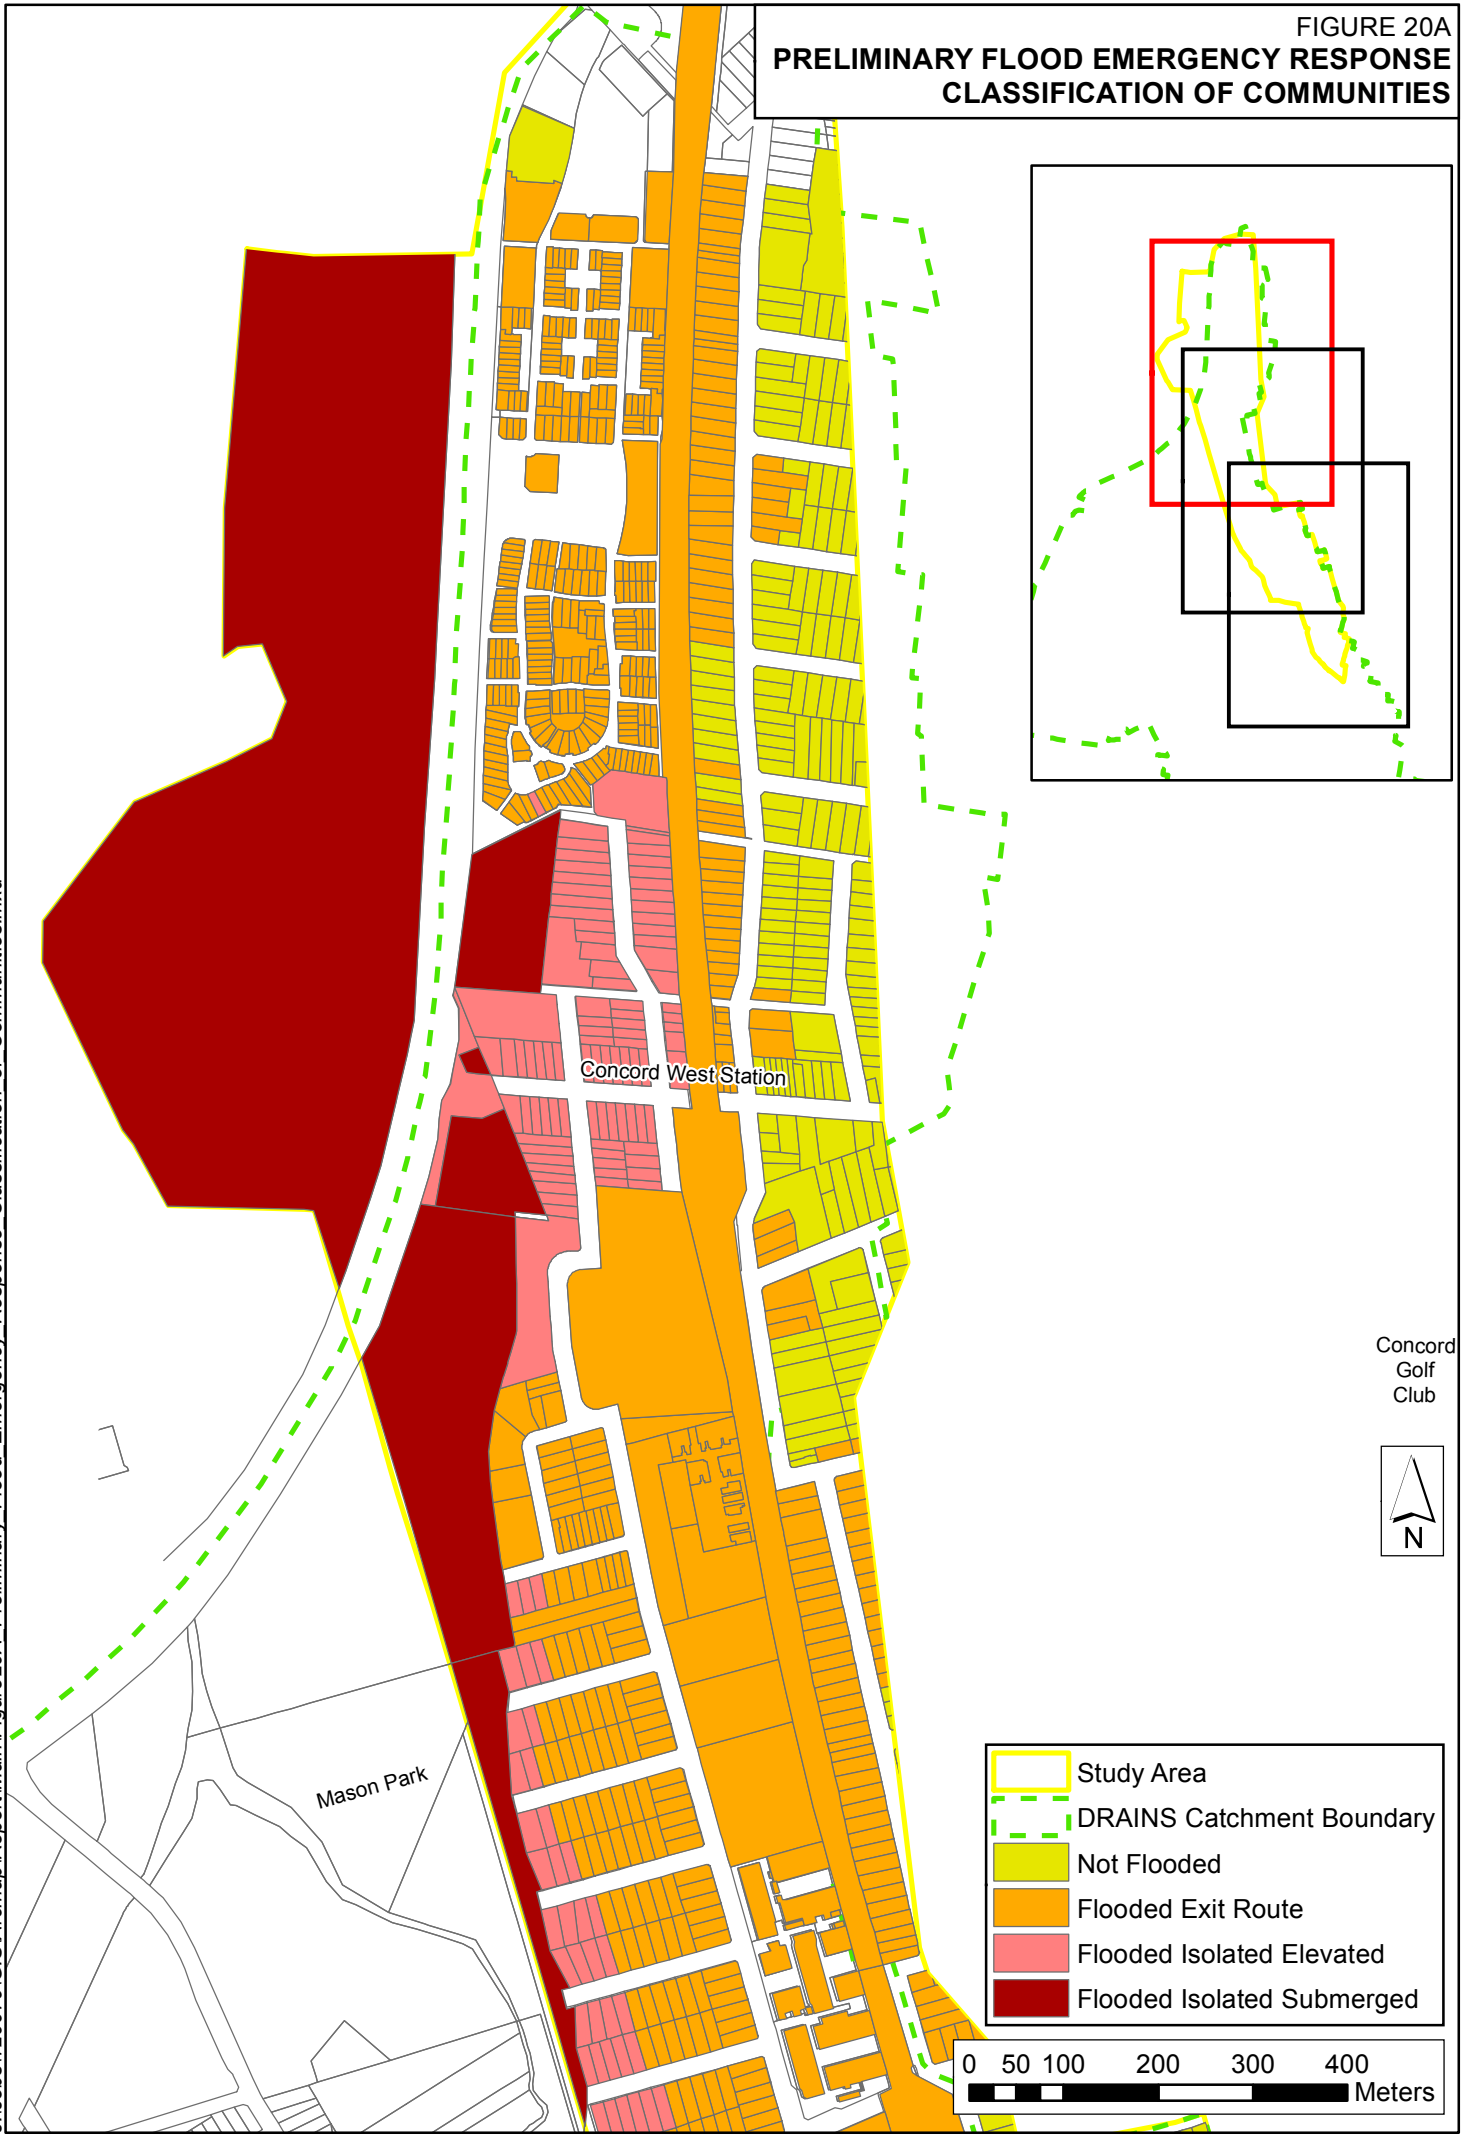 FIGURE 20A
PRELIMINARY FLOOD EMERGENCY RESPONSE
CLASSIFICATION OF COMMUNITIES
Concord West Station
Concord
Golf
Club
N
Mason Park
Study Area
DRAINS Catchment Boundary
Not Flooded
Flooded Exit Route
Flooded Isolated Elevated
Flooded Isolated Submerged
0 50 100 200 300 400
Meters